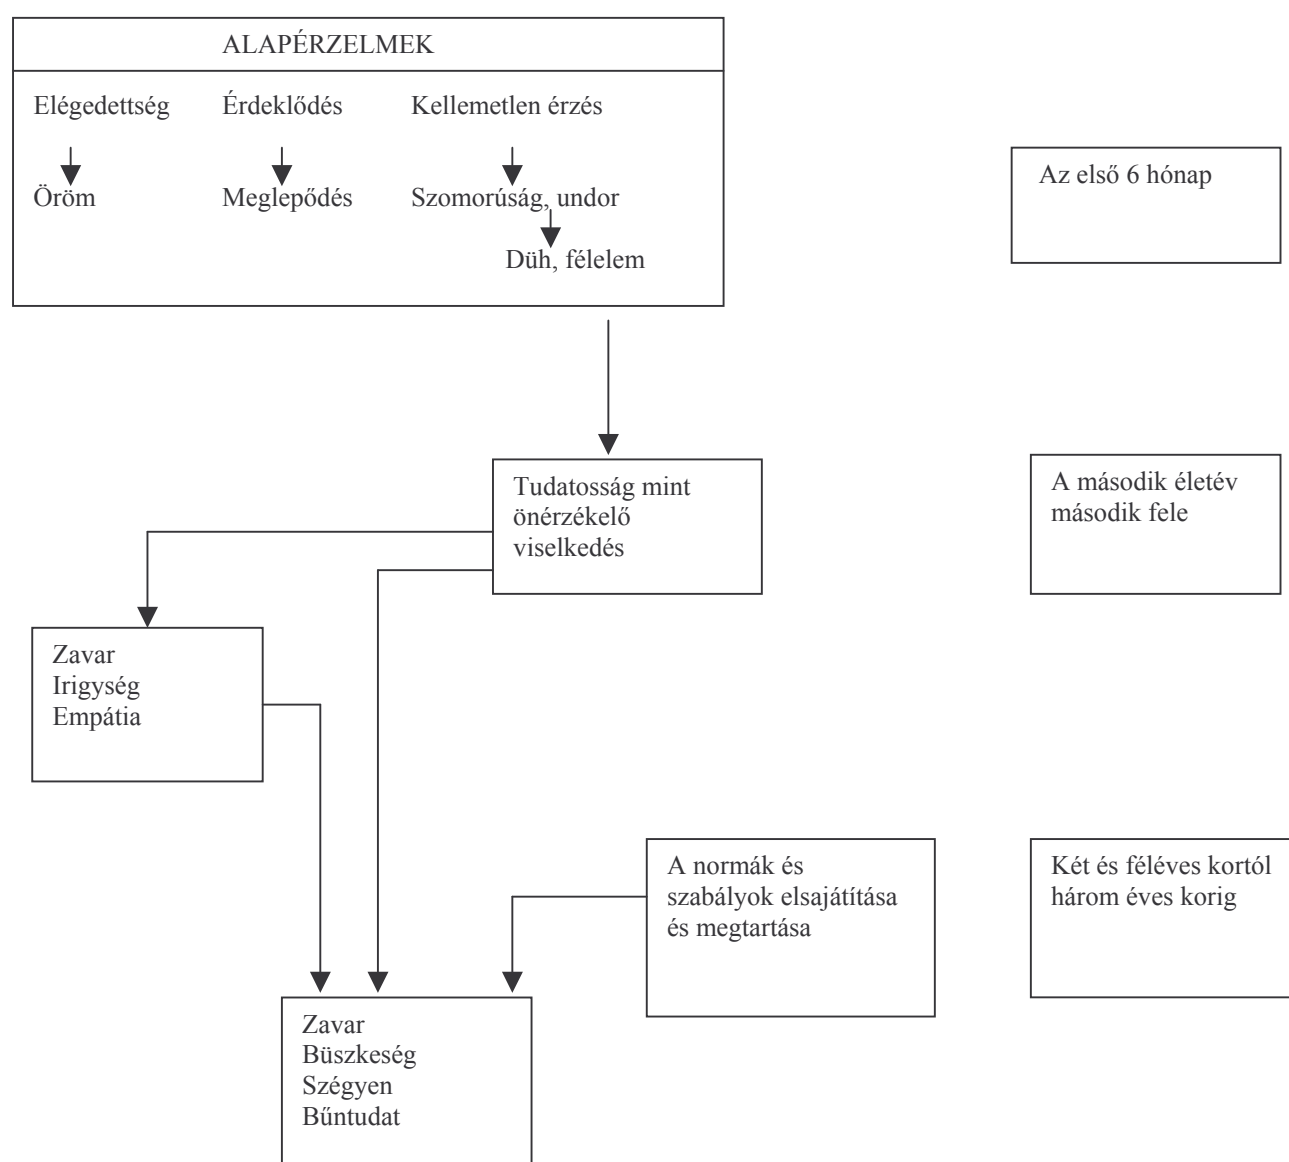 ALAPÉRZELMEK
Elégedettség Érdeklődés Kellemetlen érzés
Öröm Meglepődés Szomorúság, undor
Düh, félelem
Az első 6 hónap
Tudatosság mint
önérzékelő
viselkedés
A második életév
második fele
Zavar
Irigység
Empátia
A normák és
szabályok elsajátítása
és megtartása
Két és féléves kortól
három éves korig
Zavar
Büszkeség
Szégyen
Bűntudat